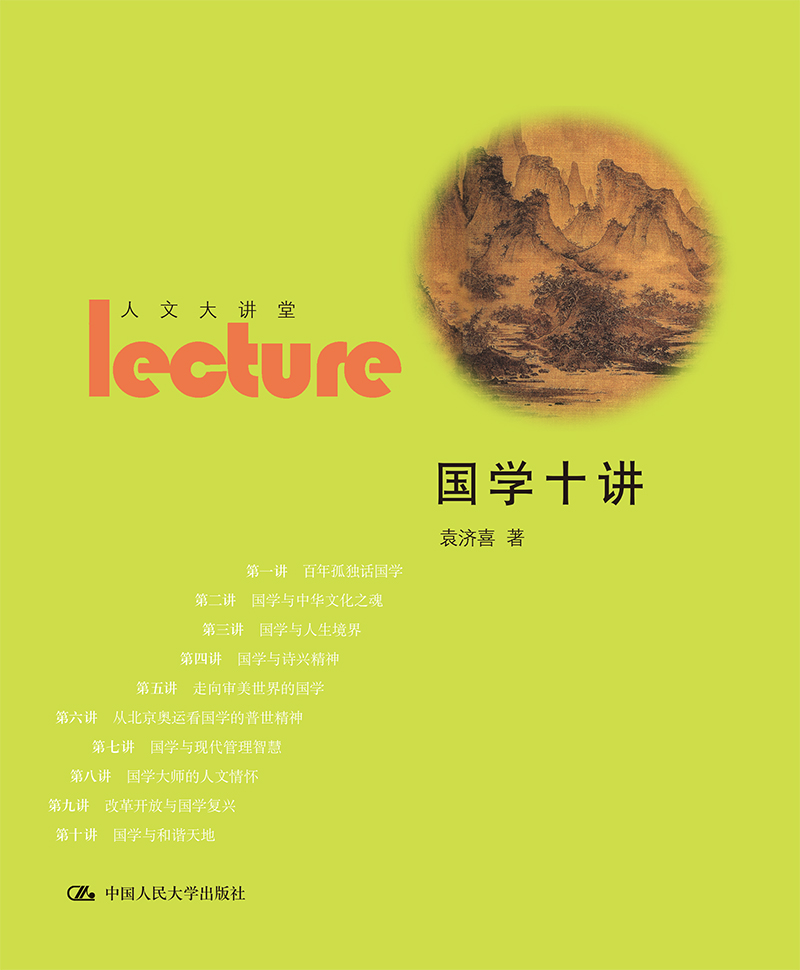 人文大讲堂
lecture
国学十讲
袁济喜 著
第一讲 百年孤独话国学
第二讲 国学与中华文化之魂
第三讲 国学与人生境界
第四讲 国学与诗兴精神
第五讲 走向审美世界的国学
第六讲 从北京奥运看国学的普世精神
第七讲 国学与现代管理智慧
第八讲 国学大师的人文情怀
第九讲 改革开放与国学复兴
第十讲 国学与和谐天地
中国人民大学出版社